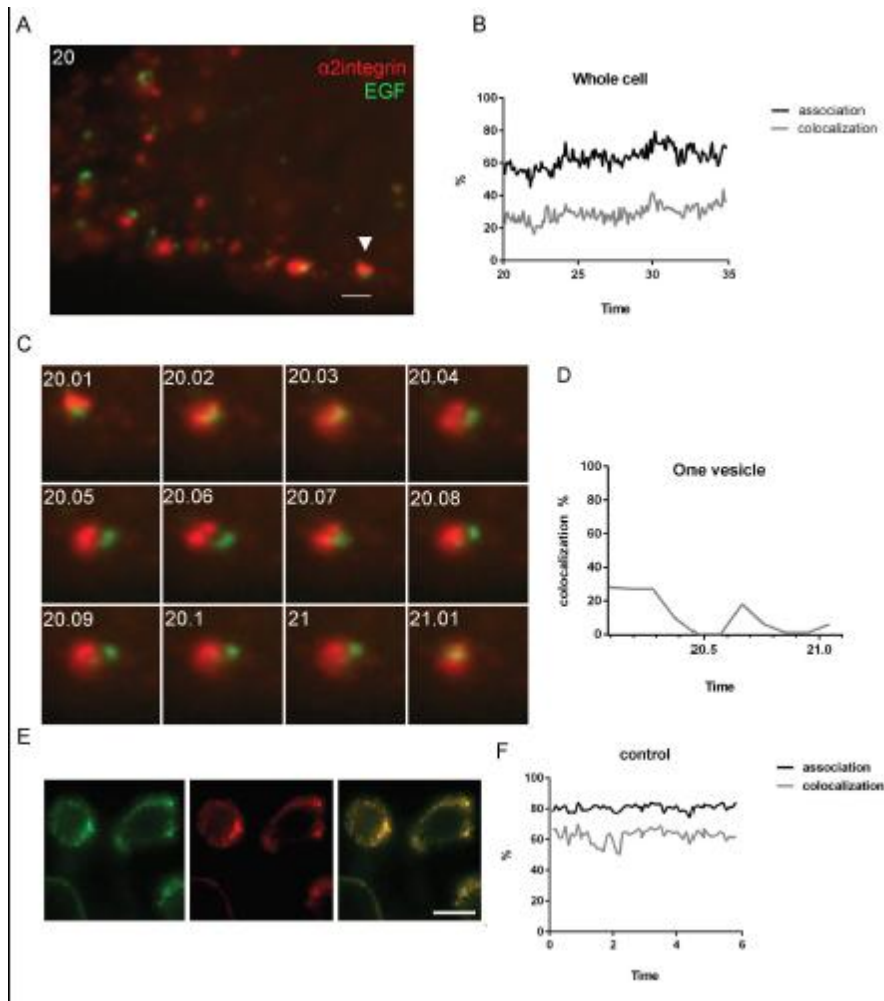 A
20
α2integrin
EGF
B
Whole cell
association
colocalization
100
80
60
40
20
0
%
20
25
30
35
Time
C
20.01
20.02
20.03
20.04
20.05
20.06
20.07
20.08
20.09
20.1
21
21.01
D
One vesicle
100
80
60
40
20
0
colocalization %
20.5
21.0
Time
E
F
control
association
colocalization
100
80
60
40
20
0
%
0
2
4
6
Time